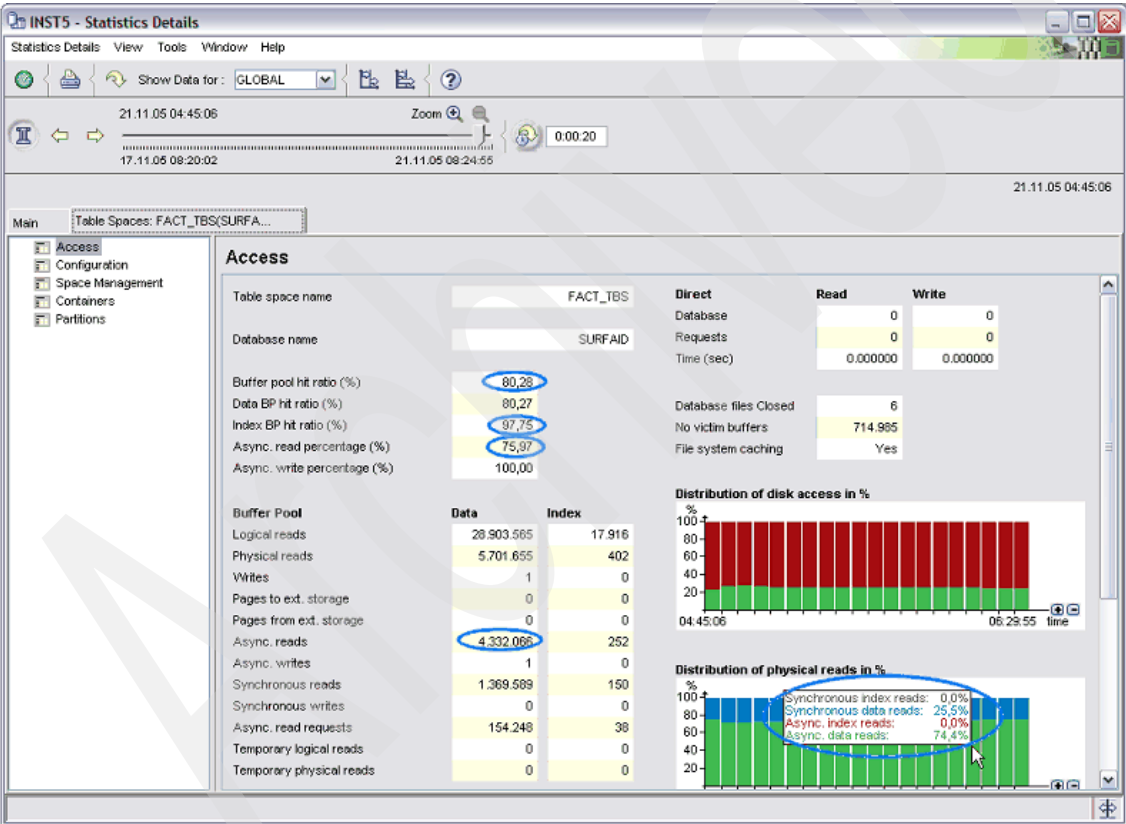 INST5 - Statistics Details
Statistics Details View Tools Window Help
Show Data for : GLOBAL
21.11.05 04:45:06 Zoom
0:00:20
17.11.05 08:20:02 21.11.05 08:24:55
21.11.05 04:45:06
Main Table Spaces: FACT_TBS(SURFA...
Access
Configuration
Space Management
Containers
Partitions
Access
Table space name FACT_TBS
Database name SURFAID
Buffer pool hit ratio (%) 80,28
Data BP hit ratio (%) 80,27
Index BP hit ratio (%) 97,75
Async. read percentage (%) 75,97
Async. write percentage (%) 100,00
Buffer Pool Data Index
Logical reads 28.903.565 17.916
Physical reads 5.701.655 402
Writes 1 0
Pages to ext. storage 0 0
Pages from ext. storage 0 0
Async. reads 4.332.066 252
Async. writes 1 0
Synchronous reads 1.369.589 150
Synchronous writes 0 0
Async. read requests 154.248 38
Temporary logical reads 0 0
Temporary physical reads 0 0
Direct Read Write
Database 0 0
Requests 0 0
Time (sec) 0.000000 0.000000
Database files Closed 6
No victim buffers 714.985
File system caching Yes
Distribution of disk access in %
%
100
80
60
40
20
04:45:06 06:29:55 time
Distribution of physical reads in %
%
100
80
60
40
20
Synchronous index reads: 0,0%
Synchronous data reads: 25,5%
Async. index reads: 0,0%
Async. data reads: 74,4%
Archived